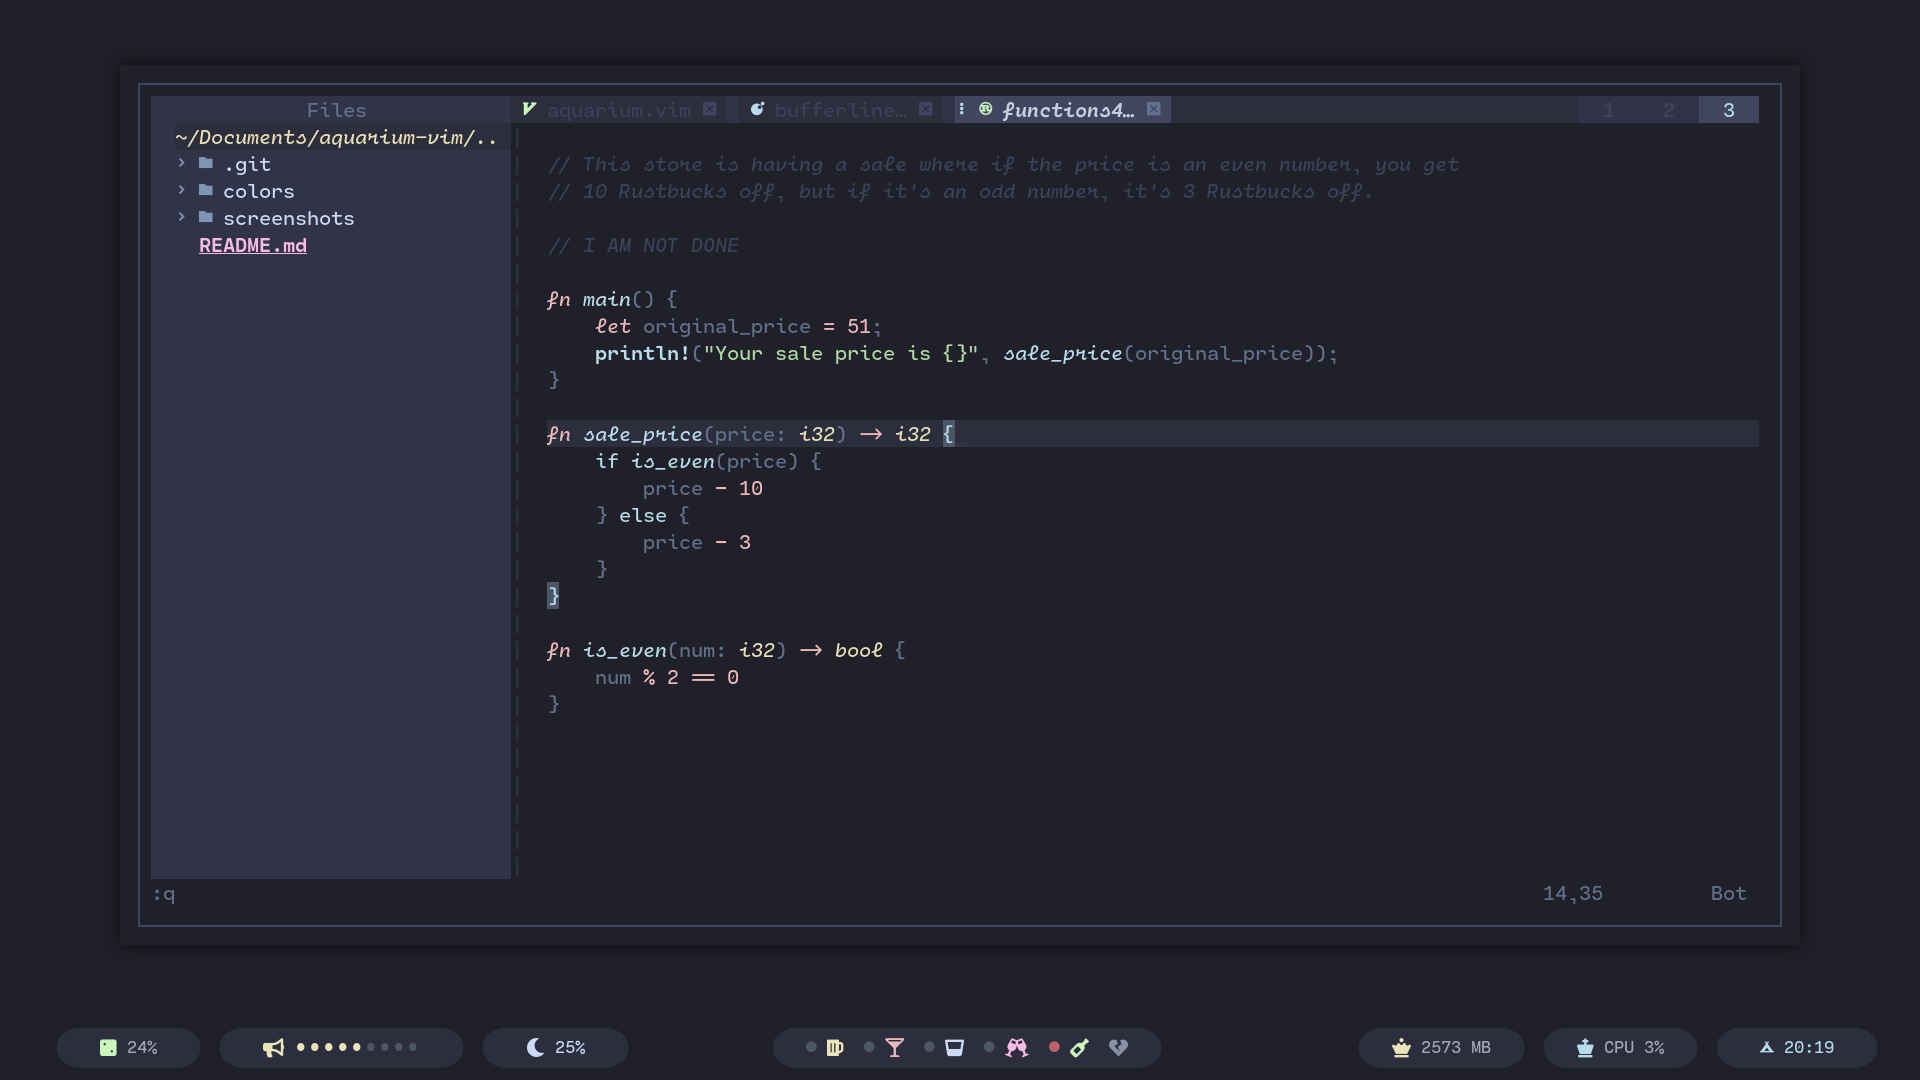 Files
aquarium.vim
bufferline…
functions4…
1 2 3
~/Documents/aquarium-vim/..
.git
colors
screenshots
README.md
// This store is having a sale where if the price is an even number, you get
// 10 Rustbucks off, but if it's an odd number, it's 3 Rustbucks off.
// I AM NOT DONE
fn main() {
let original_price = 51;
println!("Your sale price is {}", sale_price(original_price));
}
fn sale_price(price: i32) -> i32 {
if is_even(price) {
price - 10
} else {
price - 3
}
}
fn is_even(num: i32) -> bool {
num % 2 == 0
}
:q
14,35
Bot
24%
25%
2573 MB
CPU 3%
20:19